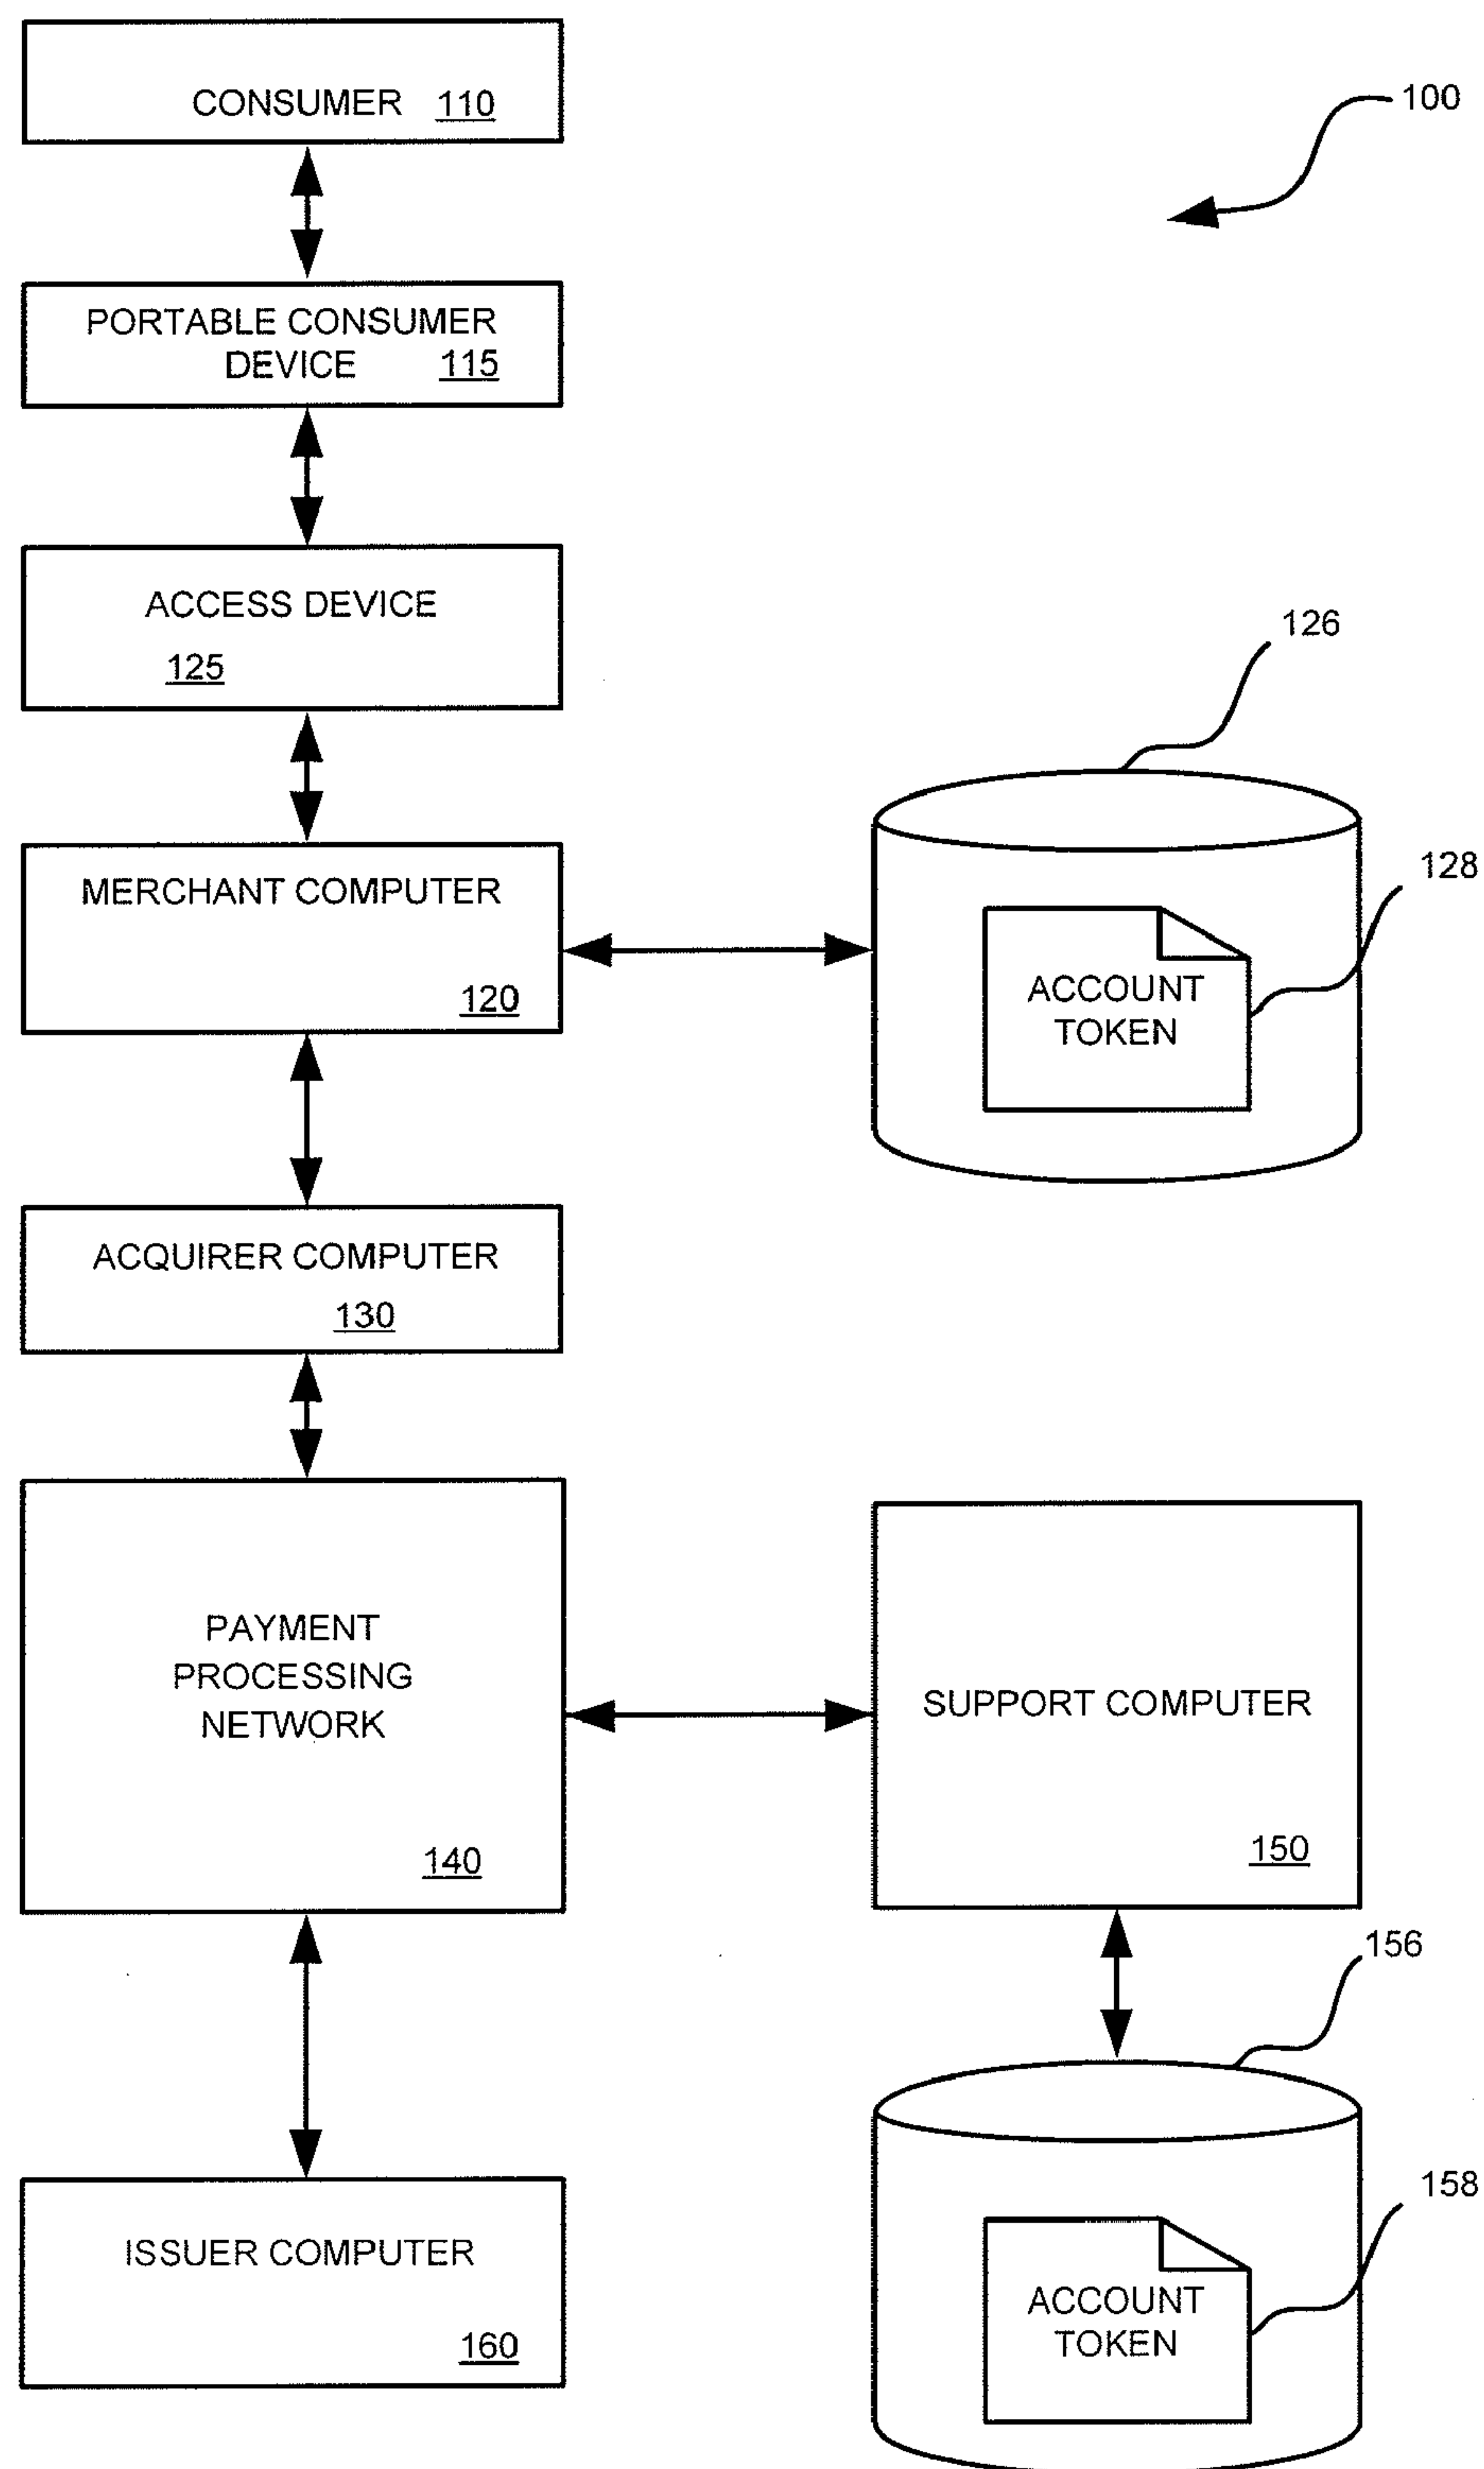 CONSUMER 110
100
PORTABLE CONSUMER
DEVICE 115
ACCESS DEVICE
125
126
MERCHANT COMPUTER
120
128
ACCOUNT
TOKEN
ACQUIRER COMPUTER
130
PAYMENT
PROCESSING
NETWORK
140
SUPPORT COMPUTER
150
156
ISSUER COMPUTER
160
158
ACCOUNT
TOKEN